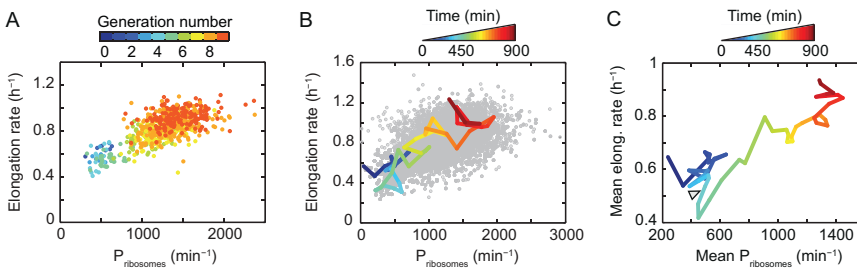 A
Generation number
0 2 4 6 8
Elongation rate (h⁻¹)
1.2
0.8
0.4
0
0 1000 2000
P_ribosomes (min⁻¹)
B
Time (min)
0 450 900
Elongation rate (h⁻¹)
1.6
1.2
0.8
0.4
0
0 1000 2000 3000
P_ribosomes (min⁻¹)
C
Time (min)
0 450 900
Mean elong. rate (h⁻¹)
1
0.8
0.6
0.4
200 600 1000 1400
Mean P_ribosomes (min⁻¹)